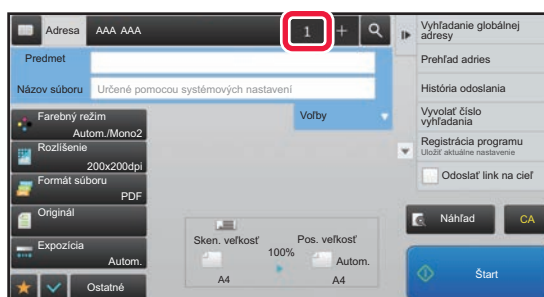 Adresa AAA AAA 1 +
Predmet
Názov súboru Určené pomocou systémových nastavení
Voľby
Farebný režim
Autom./Mono2
Rozlíšenie
200x200dpi
Formát súboru
PDF
Originál
Expozícia
Autom.
Ostatné
Sken. veľkosť
A4
100%
Pos. veľkosť
Autom.
A4
Vyhľadanie globálnej
adresy
Prehľad adries
História odoslania
Vyvolať číslo
vyhľadania
Registrácia programu
Uložiť aktuálne nastavenie
Odoslať link na cieľ
Náhľad
CA
Štart